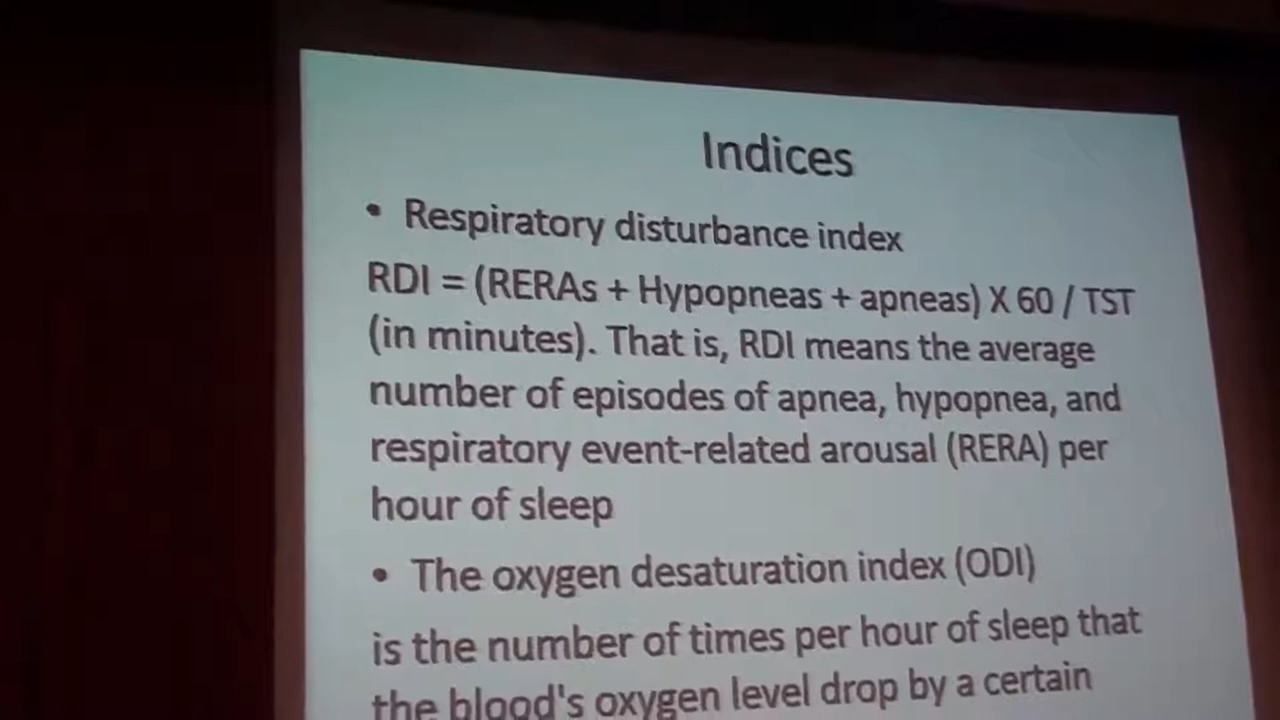 Indices
• Respiratory disturbance index
RDI = (RERAs + Hypopneas + apneas) X 60 / TST
(in minutes). That is, RDI means the average
number of episodes of apnea, hypopnea, and
respiratory event-related arousal (RERA) per
hour of sleep
• The oxygen desaturation index (ODI)
is the number of times per hour of sleep that
the blood's oxygen level drop by a certain